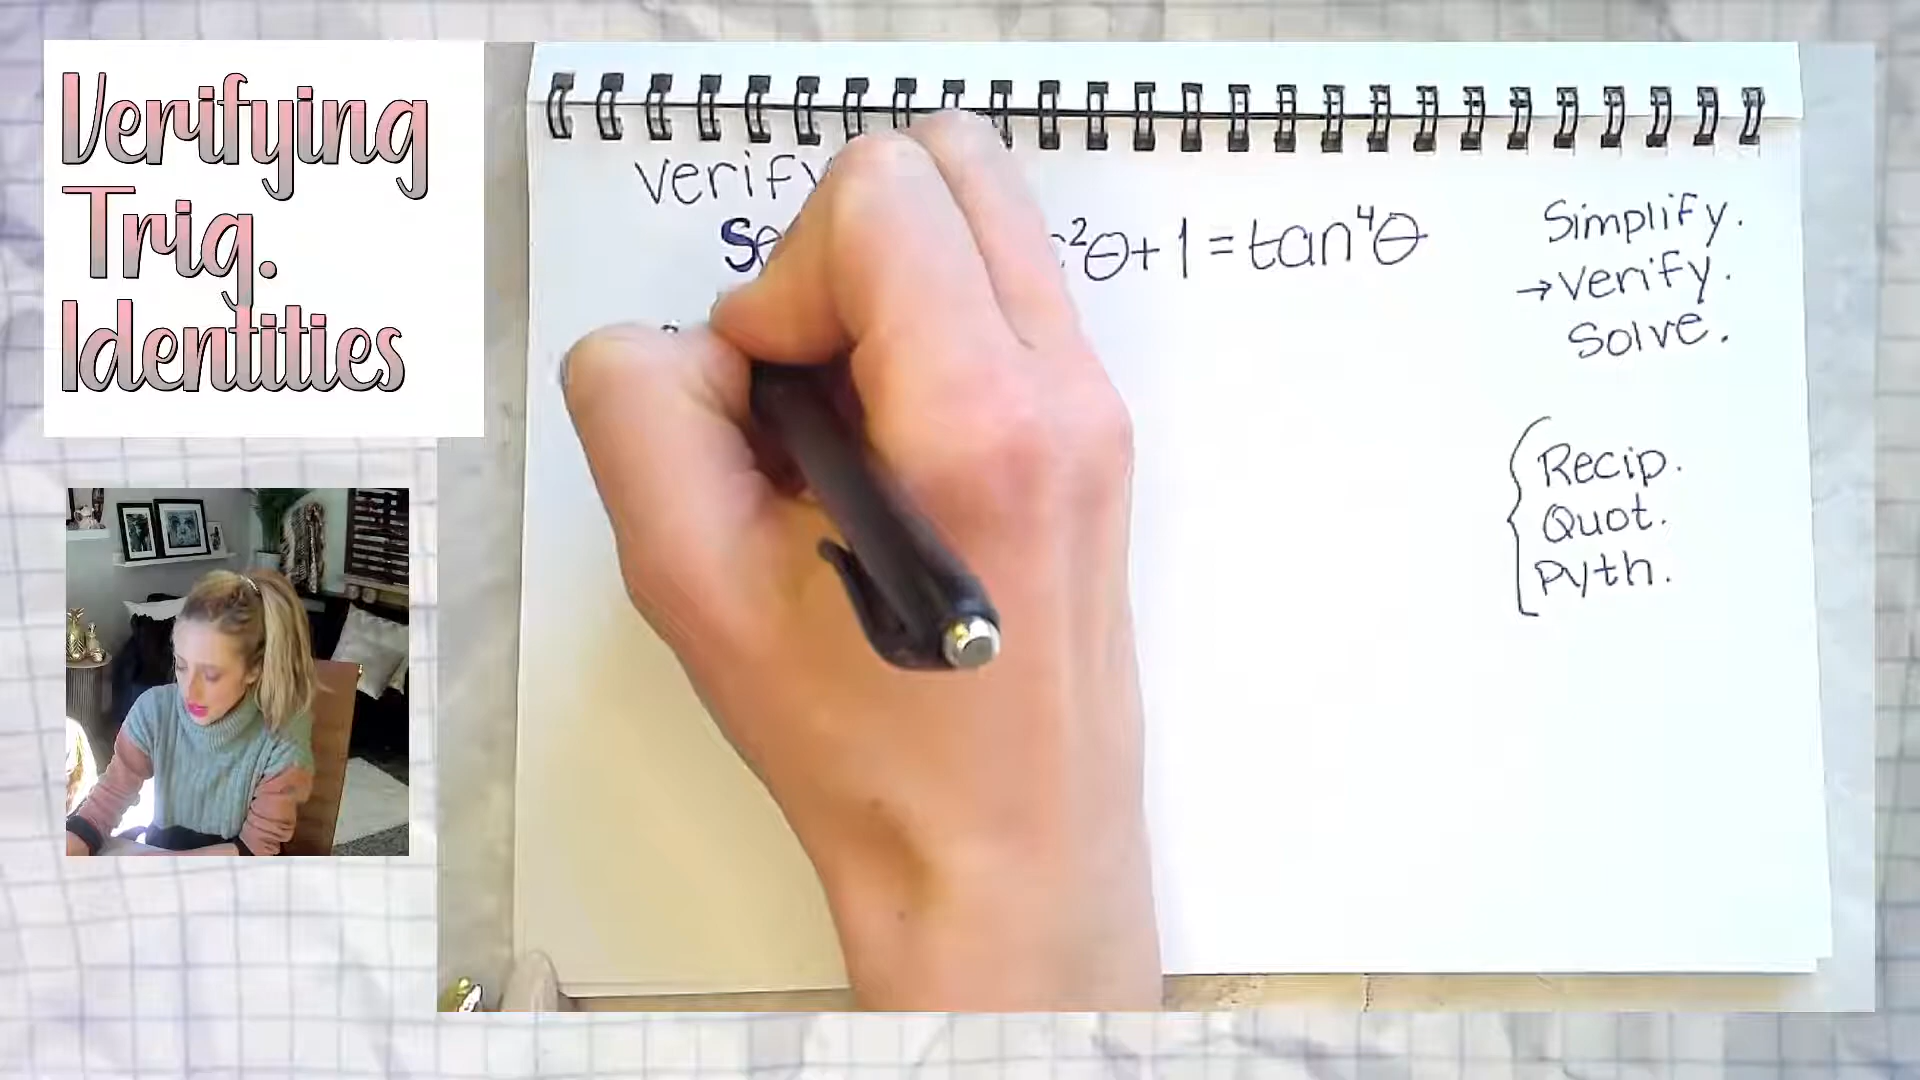 Verifying
Trig.
Identities
Verify
Se ²θ+1=tan⁴θ
Simplify.
→Verify.
Solve.
Recip.
Quot.
Pyth.